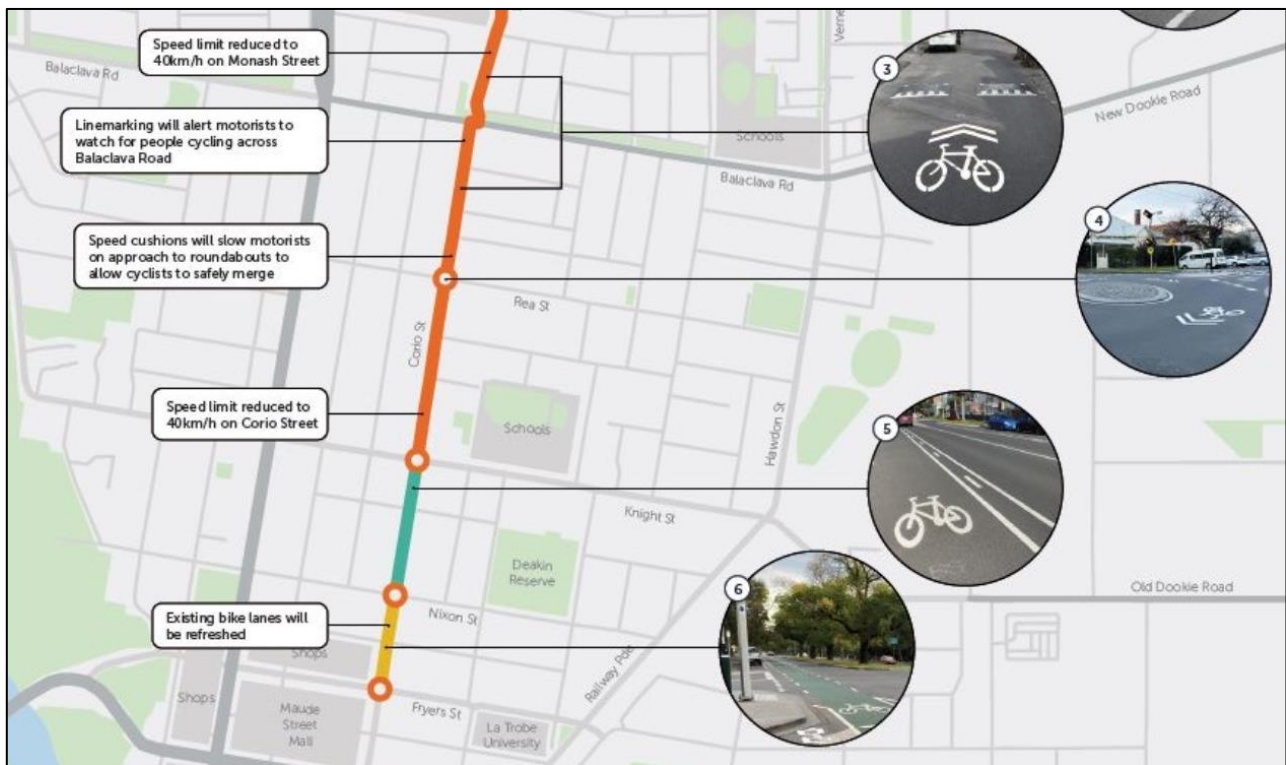 Speed limit reduced to
40km/h on Monash Street
Balaclava Rd
Linemarking will alert motorists to
watch for people cycling across
Balaclava Road
3
Schools
New Dookie Road
Balaclava Rd
4
Speed cushions will slow motorists
on approach to roundabouts to
allow cyclists to safely merge
Rea St
Corio St
Speed limit reduced to
40km/h on Corio Street
Schools
Hawdon St
5
Knight St
Deakin
Reserve
Old Dookie Road
6
Existing bike lanes will
be refreshed
Nixon St
Shops
Shops
Maude
Street
Mall
Fryers St
La Trobe
University